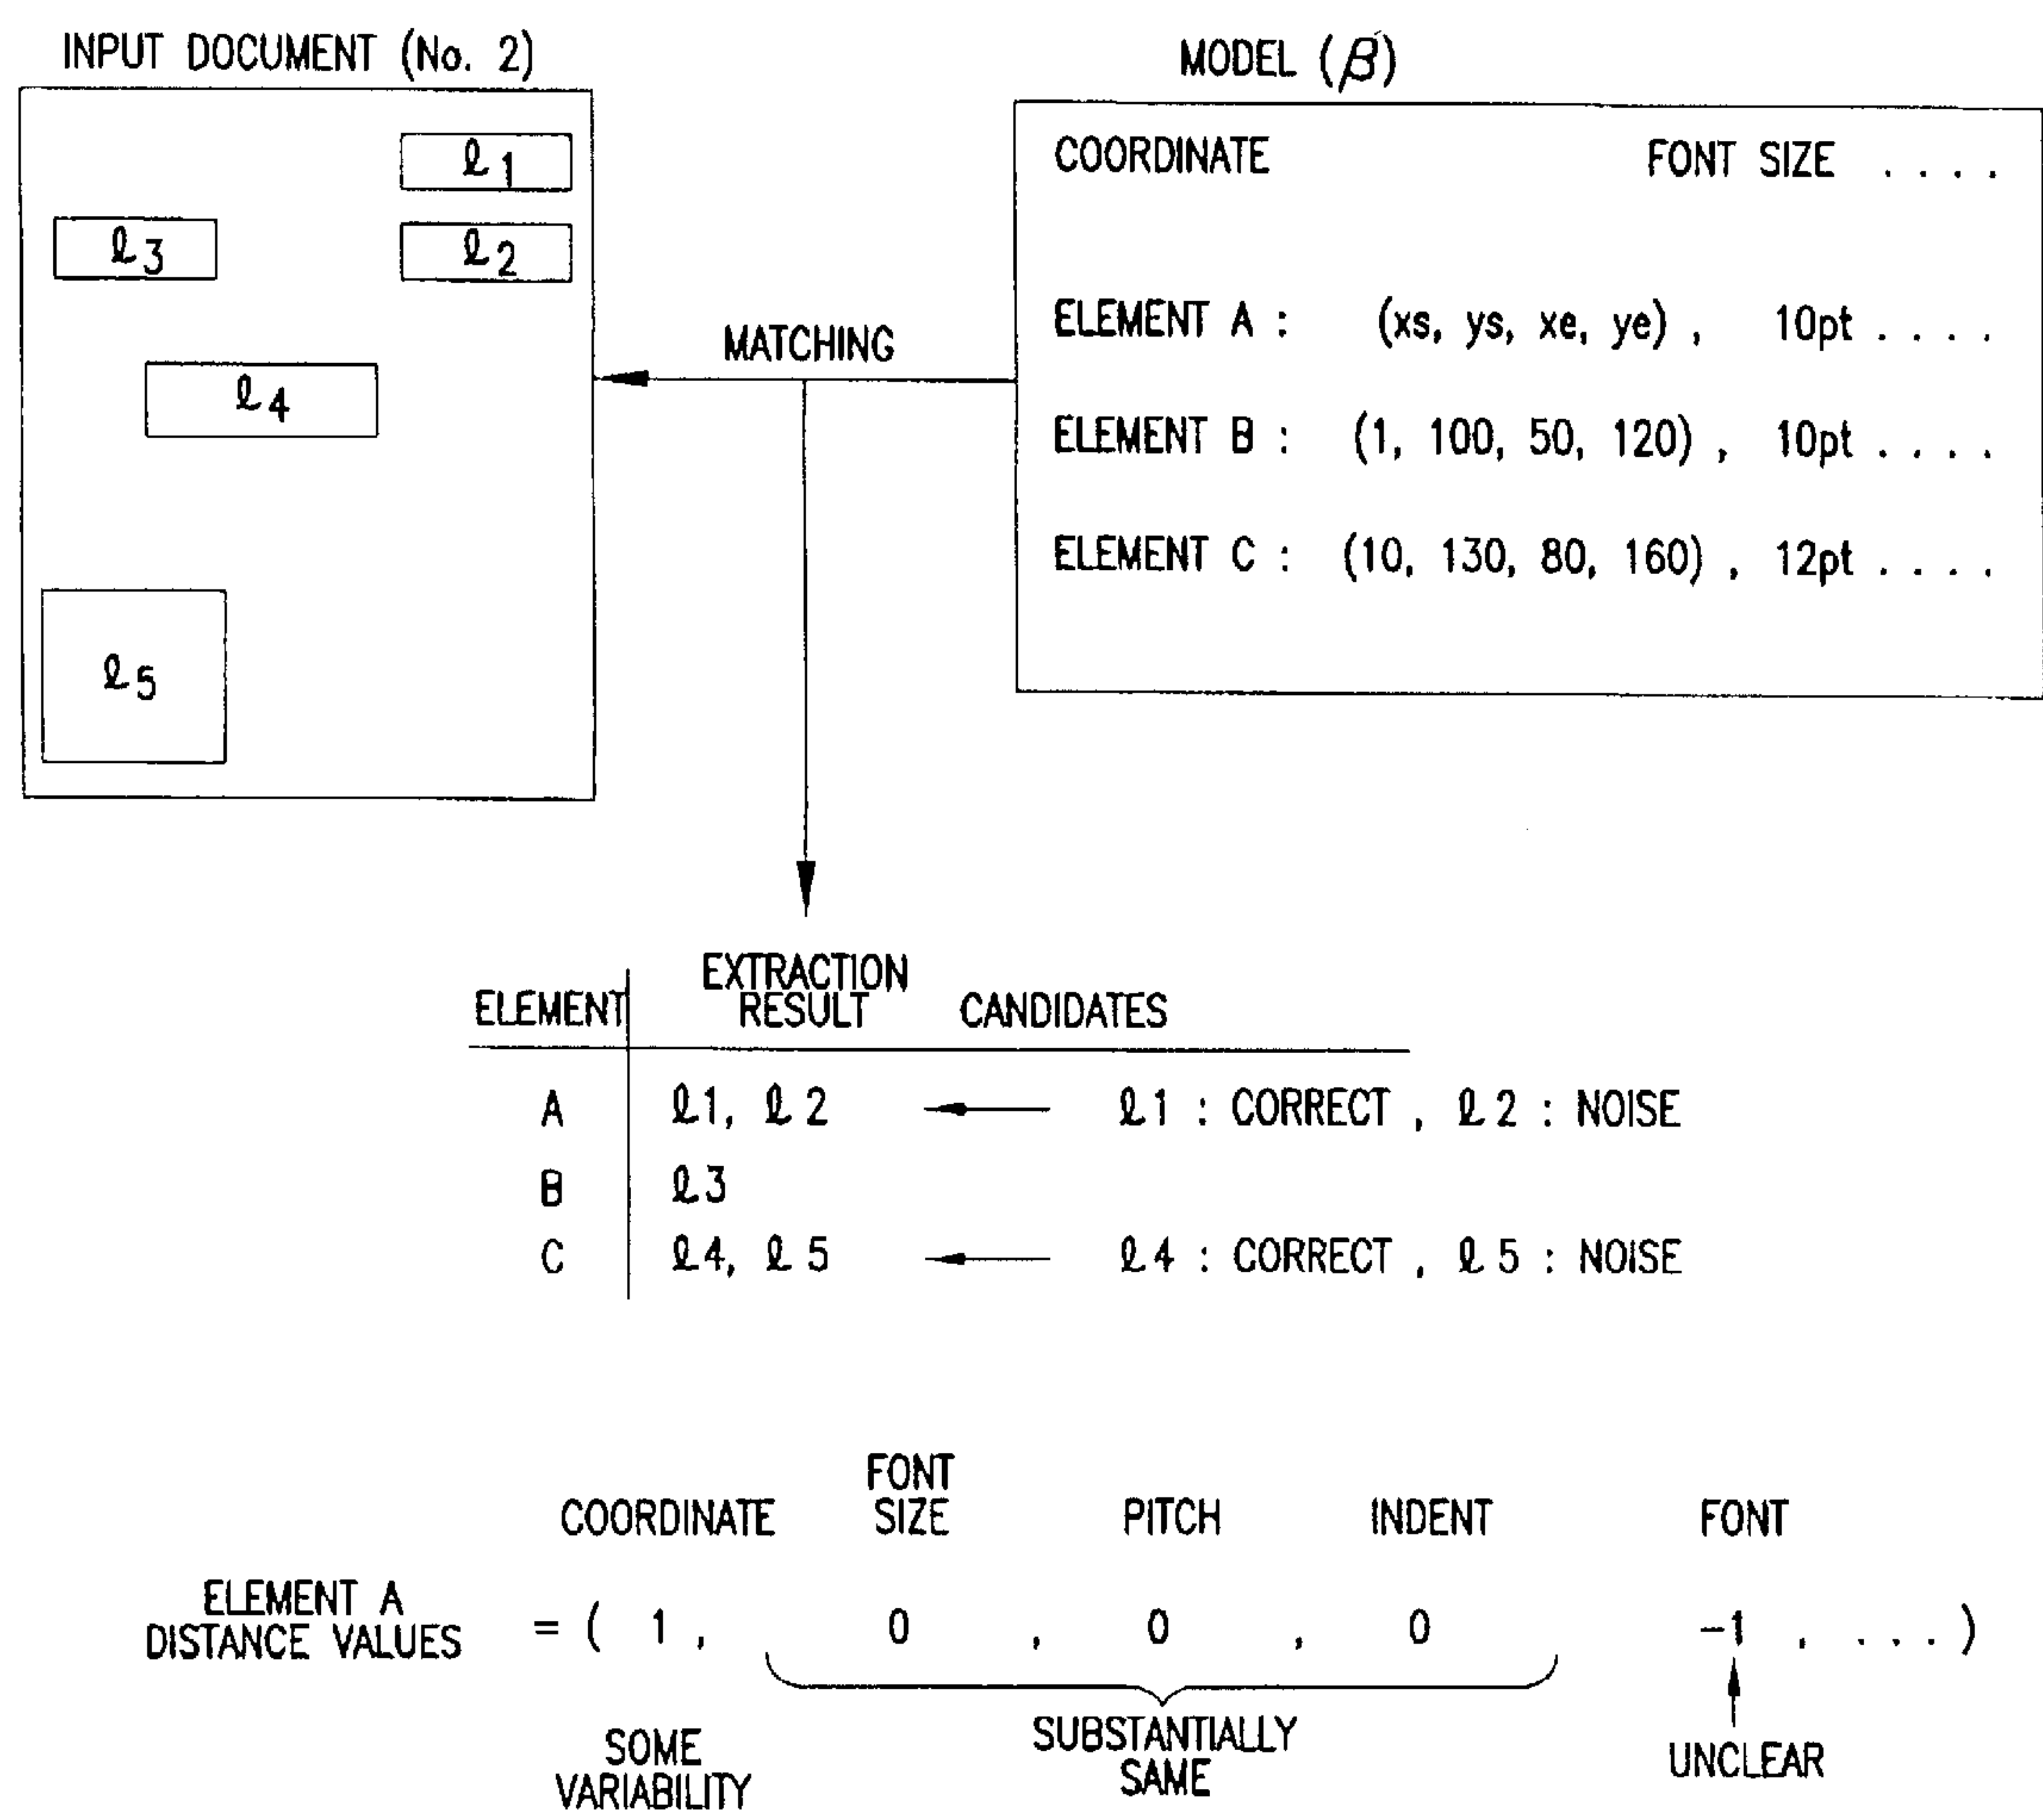 INPUT DOCUMENT (No. 2)
MODEL (β)
ℓ1
ℓ3
ℓ2
ℓ4
ℓ5
MATCHING
COORDINATE FONT SIZE . . . .
ELEMENT A : (xs, ys, xe, ye) , 10pt . . . .
ELEMENT B : (1, 100, 50, 120) , 10pt . . . .
ELEMENT C : (10, 130, 80, 160) , 12pt . . . .
EXTRACTION
ELEMENT RESULT CANDIDATES
A ℓ1, ℓ2 ← ℓ1 : CORRECT , ℓ2 : NOISE
B ℓ3
C ℓ4, ℓ5 ← ℓ4 : CORRECT , ℓ5 : NOISE
FONT
COORDINATE SIZE PITCH INDENT FONT
ELEMENT A
DISTANCE VALUES = ( 1 , 0 , 0 , 0 -1 , . . . )
SOME
VARIABILITY
SUBSTANTIALLY
SAME
UNCLEAR